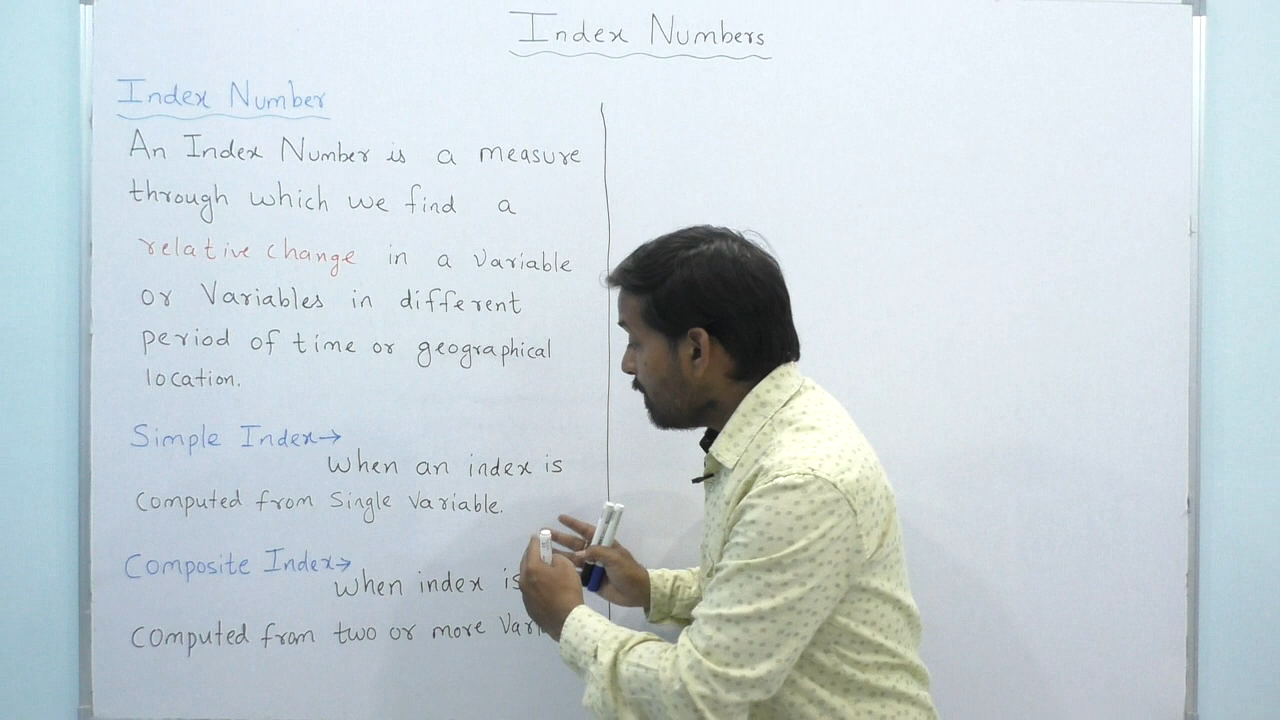 Index Numbers
Index Number
An Index Number is a measure
through which we find a
relative change in a variable
or Variables in different
period of time or geographical
location.
Simple Index→
When an index is
Computed from Single Variable.
Composite Index→
When index is
Computed from two or more